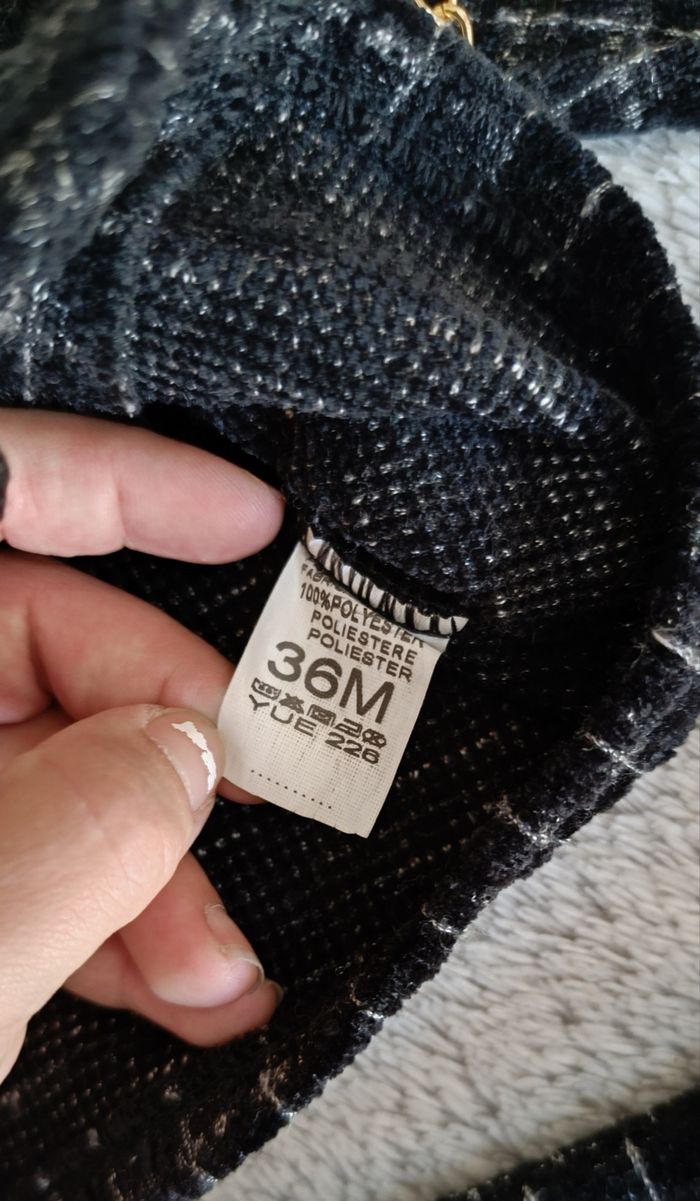 100%POLYESTER
POLIESTERE
POLIESTER
36M
YUE 226